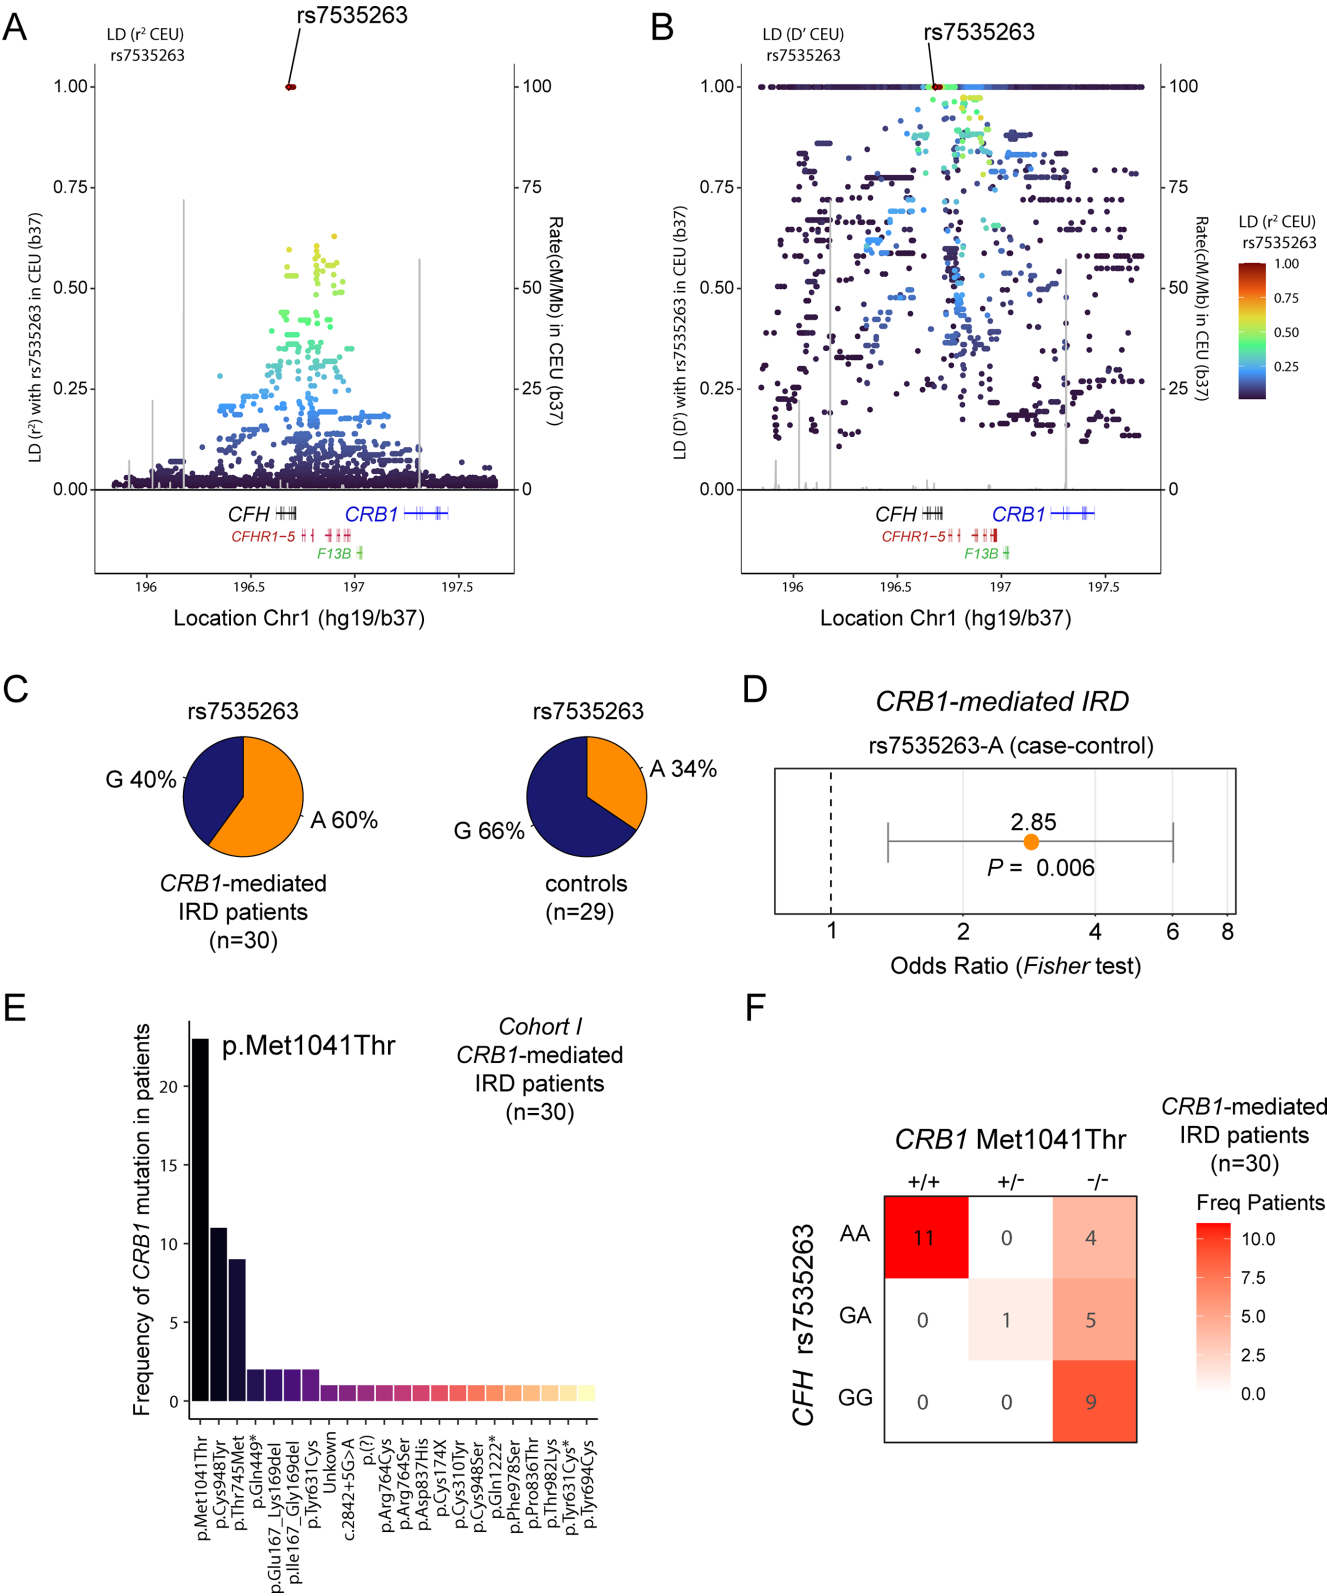 A
LD (r² CEU)
rs7535263
rs7535263
1.00
0.75
0.50
0.25
0.00
100
75
50
25
0
LD (r²) with rs7535263 in CEU (b37)
Rate(cM/Mb) in CEU (b37)
CFH
CRB1
CFHR1−5
F13B
196
196.5
197
197.5
Location Chr1 (hg19/b37)
B
LD (D′ CEU)
rs7535263
rs7535263
1.00
0.75
0.50
0.25
0.00
100
75
50
25
0
LD (D') with rs7535263 in CEU (b37)
Rate(cM/Mb) in CEU (b37)
CFH
CRB1
CFHR1−5
F13B
196
196.5
197
197.5
Location Chr1 (hg19/b37)
LD (r² CEU)
rs7535263
1.00
0.75
0.50
0.25
C
rs7535263
G 40%
A 60%
CRB1-mediated
IRD patients
(n=30)
rs7535263
A 34%
G 66%
controls
(n=29)
D
CRB1-mediated IRD
rs7535263-A (case-control)
2.85
P = 0.006
1
2
4
6
8
Odds Ratio (Fisher test)
E
Frequency of CRB1 mutation in patients
20
15
10
5
0
p.Met1041Thr
Cohort I
CRB1-mediated
IRD patients
(n=30)
p.Met1041Thr
p.Cys948Tyr
p.Thr745Met
p.Gln449*
p.Glu167_Lys169del
p.Ile167_Gly169del
p.Tyr631Cys
Unkown
c.2842+5G>A
p.(?)
p.Arg764Cys
p.Arg764Ser
p.Asp837His
p.Cys174X
p.Cys310Tyr
p.Cys948Ser
p.Gln1222*
p.Phe978Ser
p.Pro836Thr
p.Thr982Lys
p.Tyr631Cys*
p.Tyr694Cys
F
CRB1 Met1041Thr
+/+
+/-
-/-
CFH rs7535263
AA
11
0
4
GA
0
1
5
GG
0
0
9
CRB1-mediated
IRD patients
(n=30)
Freq Patients
10.0
7.5
5.0
2.5
0.0